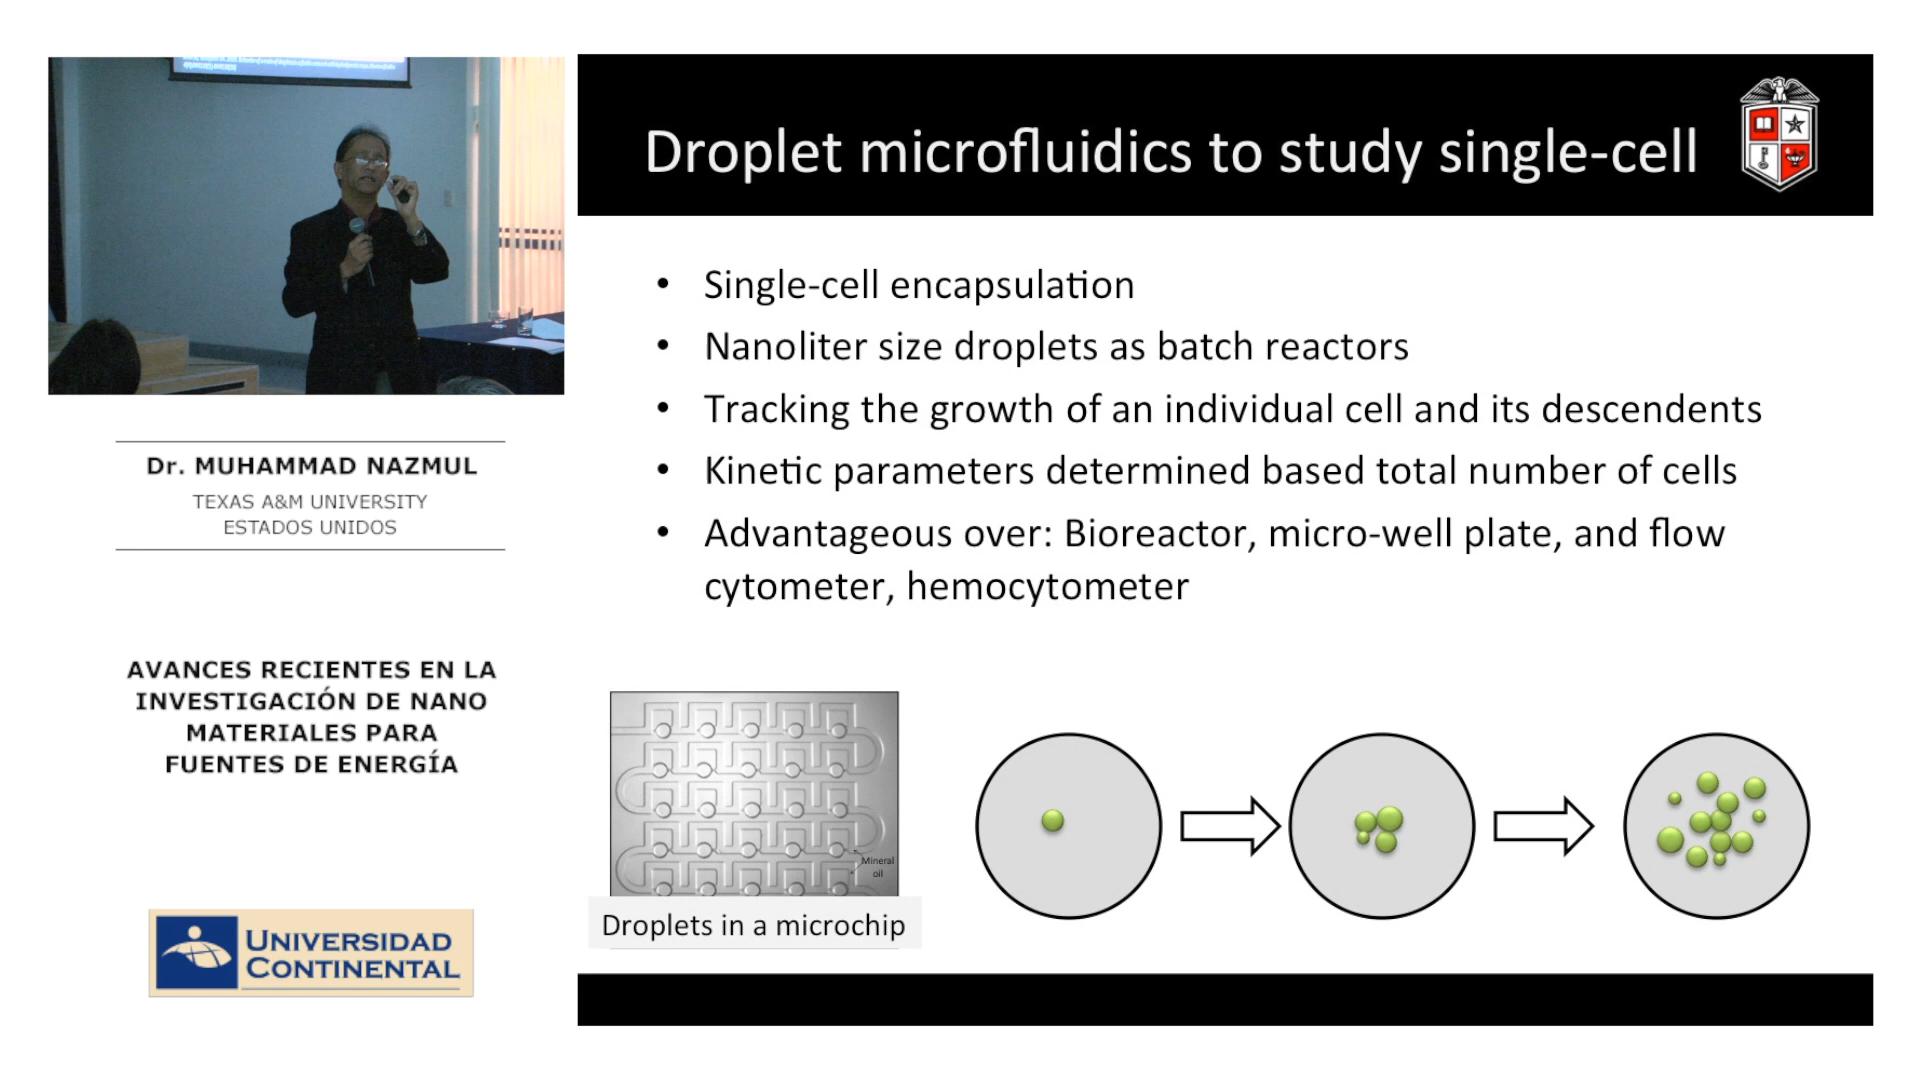 Droplet microfluidics to study single-cell
• Single-cell encapsulation
• Nanoliter size droplets as batch reactors
• Tracking the growth of an individual cell and its descendents
• Kinetic parameters determined based total number of cells
• Advantageous over: Bioreactor, micro-well plate, and flow
cytometer, hemocytometer
Mineral
oil
Droplets in a microchip
Dr. MUHAMMAD NAZMUL
TEXAS A&M UNIVERSITY
ESTADOS UNIDOS
AVANCES RECIENTES EN LA
INVESTIGACIÓN DE NANO
MATERIALES PARA
FUENTES DE ENERGÍA
UNIVERSIDAD
CONTINENTAL